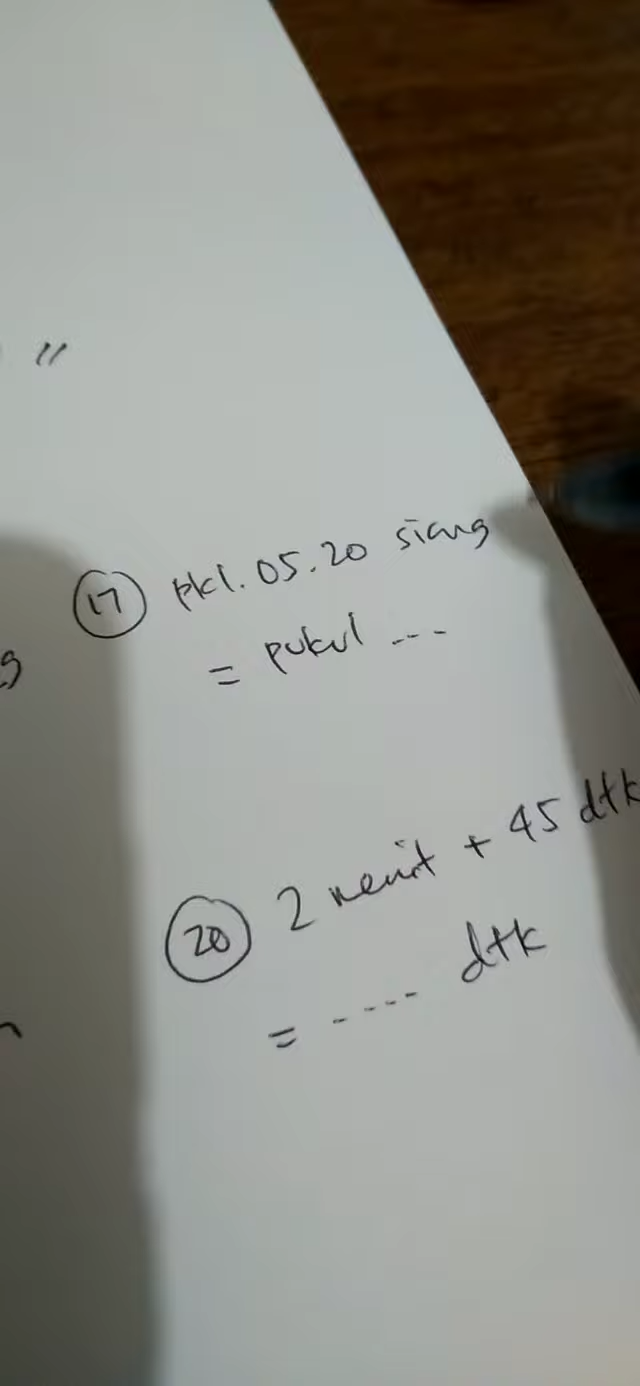 "
17 pkl. 05.20 siang
= pukul ...
20 2 menit + 45 dtk
= .... dtk